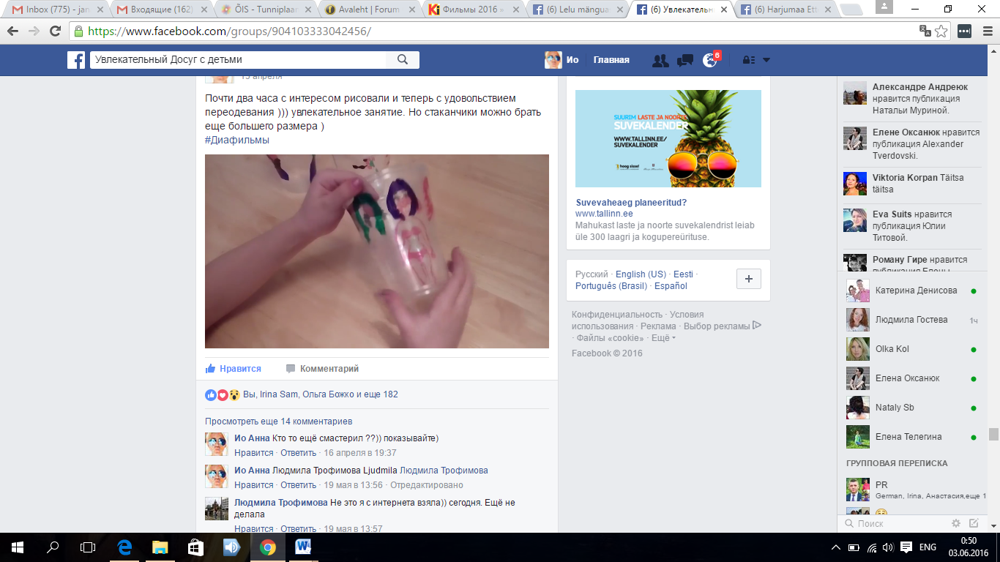 Inbox (775) - jan
Входящие (162)
ÕIS - Tunniplaan
Avaleht | Forum
Фильмы 2016 »
(6) Lelu mängua
(6) Увлекательн
(6) Harjumaa Ett
https://www.facebook.com/groups/904103333042456/
Увлекательный Досуг с детьми
Ио
Главная
6
15 апреля
Почти два часа с интересом рисовали и теперь с удовольствием
переодевания ))) увлекательное занятие. Но стаканчики можно брать
еще большего размера )
#Диафильмы
Нравится
Комментарий
Вы, Irina Sam, Ольга Божко и еще 182
Просмотреть еще 14 комментариев
Ио Анна Кто то ещё смастерил ??)) показывайте)
Нравится · Ответить · 16 апреля в 19:37
Ио Анна Людмила Трофимова Ljudmila Людмила Трофимова
Нравится · Ответить · 19 мая в 13:56 · Отредактировано
Людмила Трофимова Не это я с интернета взяла)) сегодня. Ещё не
делала
Нравится · Ответить · 19 мая в 13:57
SUURIM LASTE JA NOORTE
SUVEKALENDER
WWW.TALLINN.EE/
SUVEKALENDER
hoog sisse!
Suvevaheaeg planeeritud?
www.tallinn.ee
Mahukast laste ja noorte suvekalendrist leiab
üle 300 laagri ja kogupereürituse.
Русский · English (US) · Eesti ·
Português (Brasil) · Español
Конфиденциальность · Условия
использования · Реклама · Выбор рекламы
· Файлы «cookie» · Ещё
Facebook © 2016
Александре Андреюк
нравится публикация
Натальи Муриной.
Елене Оксанюк нравится
публикация Alexander
Tverdovski.
Viktoria Korpan Täitsa
täitsa
Eva Suits нравится
публикация Юлии
Титовой.
Роману Гире нравится
публикация Елены
Катерина Денисова
Людмила Гостева
1ч
Olka Kol
Елена Оксанюк
Nataly Sb
Елена Телегина
ГРУППОВАЯ ПЕРЕПИСКА
PR
German, Irina, Анастасия,еще 1
Поиск
ENG
0:50
03.06.2016